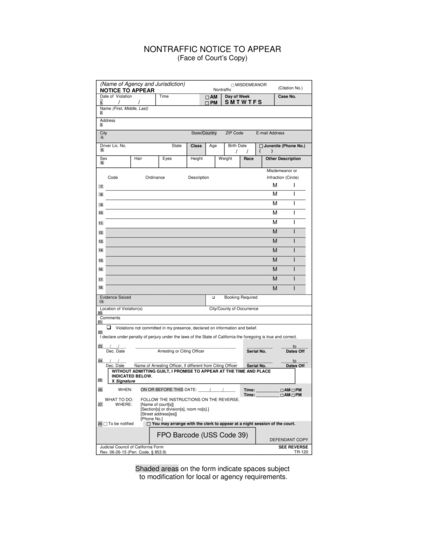 NONTRAFFIC NOTICE TO APPEAR
(Face of Court's Copy)
(Name of Agency and Jurisdiction)
NOTICE TO APPEAR
□ MISDEMEANOR
Nontraffic
(Citation No.)
Date of Violation
/ /
Time
□ AM
□ PM
Day of Week
S M T W T F S
Case No.
Name (First, Middle, Last)
Address
City
State/Country
ZIP Code
E-mail Address
Driver Lic. No.
State
Class
Age
Birth Date
/ /
□ Juvenile (Phone No.)
( )
Sex
Hair
Eyes
Height
Weight
Race
Other Description
Misdemeanor or
Code
Ordinance
Description
Infraction (Circle)
M I
M I
M I
M I
M I
M I
M I
M I
M I
M I
M I
M I
Evidence Seized
□ Booking Required
Location of Violation(s)
City/County of Occurrence
Comments
□ Violations not committed in my presence, declared on information and belief.
I declare under penalty of perjury under the laws of the State of California the foregoing is true and correct.
/ /
to
Dec. Date
Arresting or Citing Officer
Serial No.
Dates Off
/ /
to
Dec. Date
Name of Arresting Officer, if different from Citing Officer
Serial No.
Dates Off
WITHOUT ADMITTING GUILT, I PROMISE TO APPEAR AT THE TIME AND PLACE
INDICATED BELOW.
X Signature
WHEN:
ON OR BEFORE THIS DATE: ____/____/____
Time: ______ □ AM □ PM
Time: ______ □ AM □ PM
WHAT TO DO:
FOLLOW THE INSTRUCTIONS ON THE REVERSE.
WHERE:
[Name of court(s)]
[Section(s) or division(s), room no(s).]
[Street address(es)]
[Phone No.]
□ To be notified
□ You may arrange with the clerk to appear at a night session of the court.
FPO Barcode (USS Code 39)
DEFENDANT COPY
Judicial Council of California Form
SEE REVERSE
Rev. 06-26-15 (Pen. Code, § 853.9)
TR-120
Shaded areas on the form indicate spaces subject
to modification for local or agency requirements.